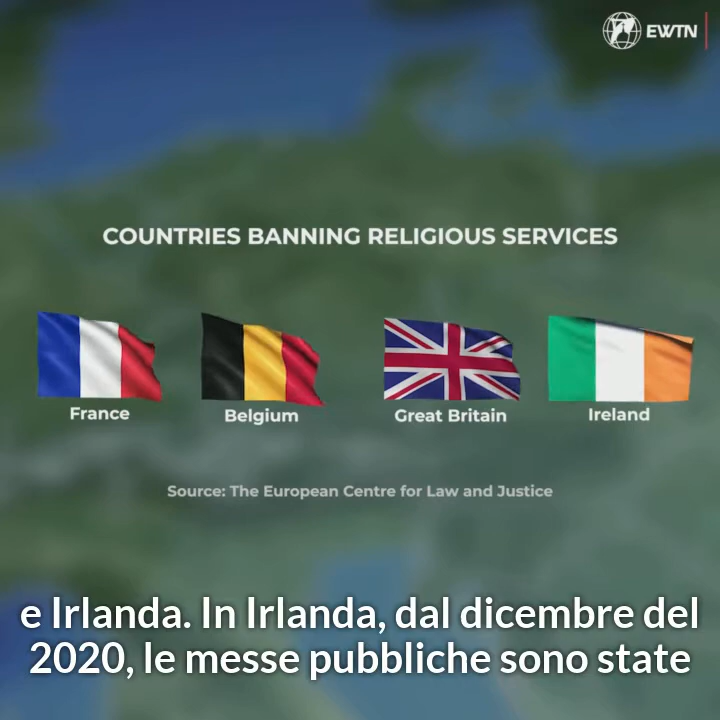 EWTN
COUNTRIES BANNING RELIGIOUS SERVICES
France
Belgium
Great Britain
Ireland
Source: The European Centre for Law and Justice
e Irlanda. In Irlanda, dal dicembre del
2020, le messe pubbliche sono state